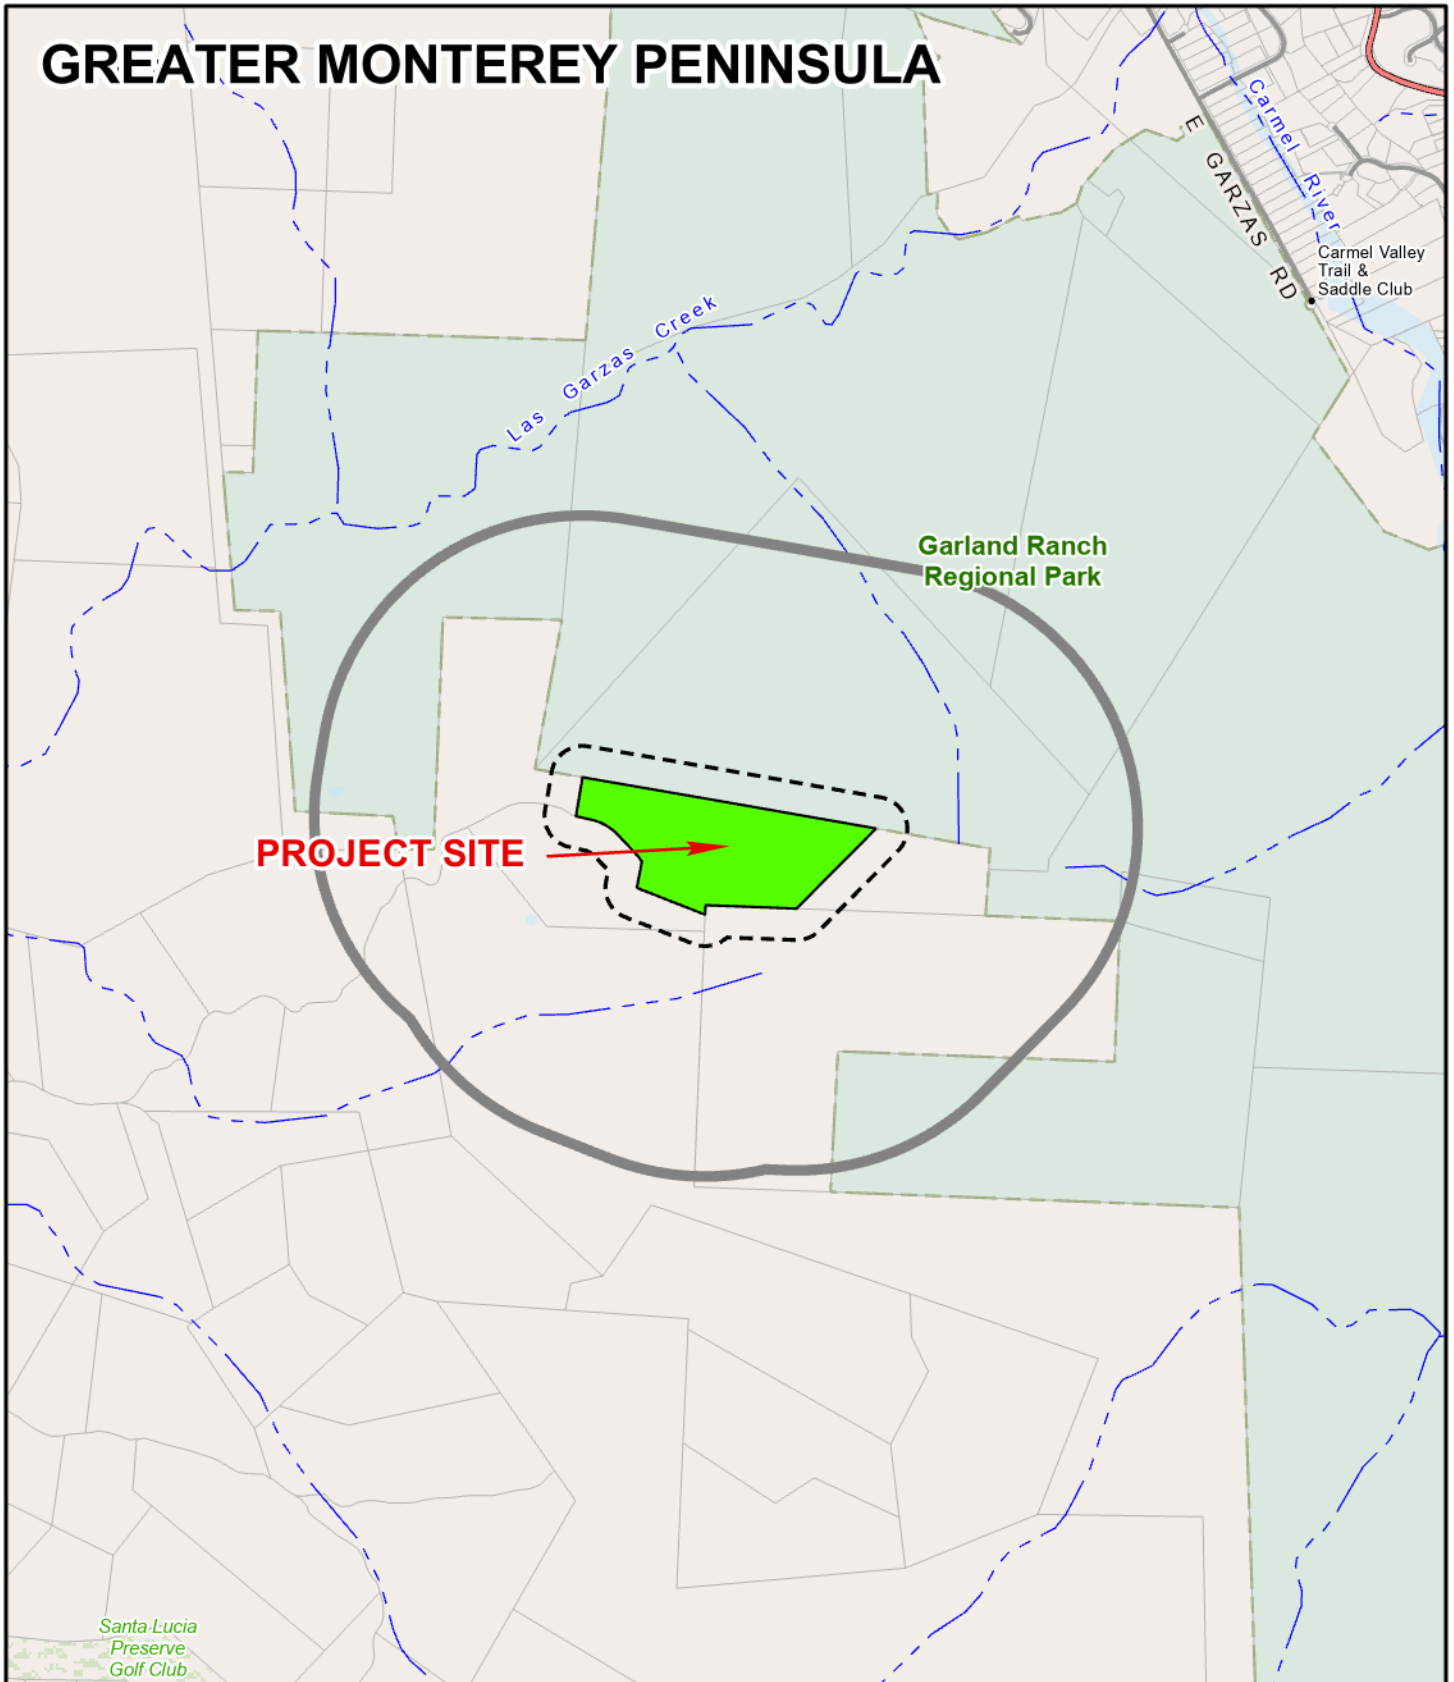 GREATER MONTEREY PENINSULA
Carmel River
E GARZAS RD
Carmel Valley
Trail &
Saddle Club
Las Garzas Creek
Garland Ranch
Regional Park
PROJECT SITE
Santa Lucia
Preserve
Golf Club